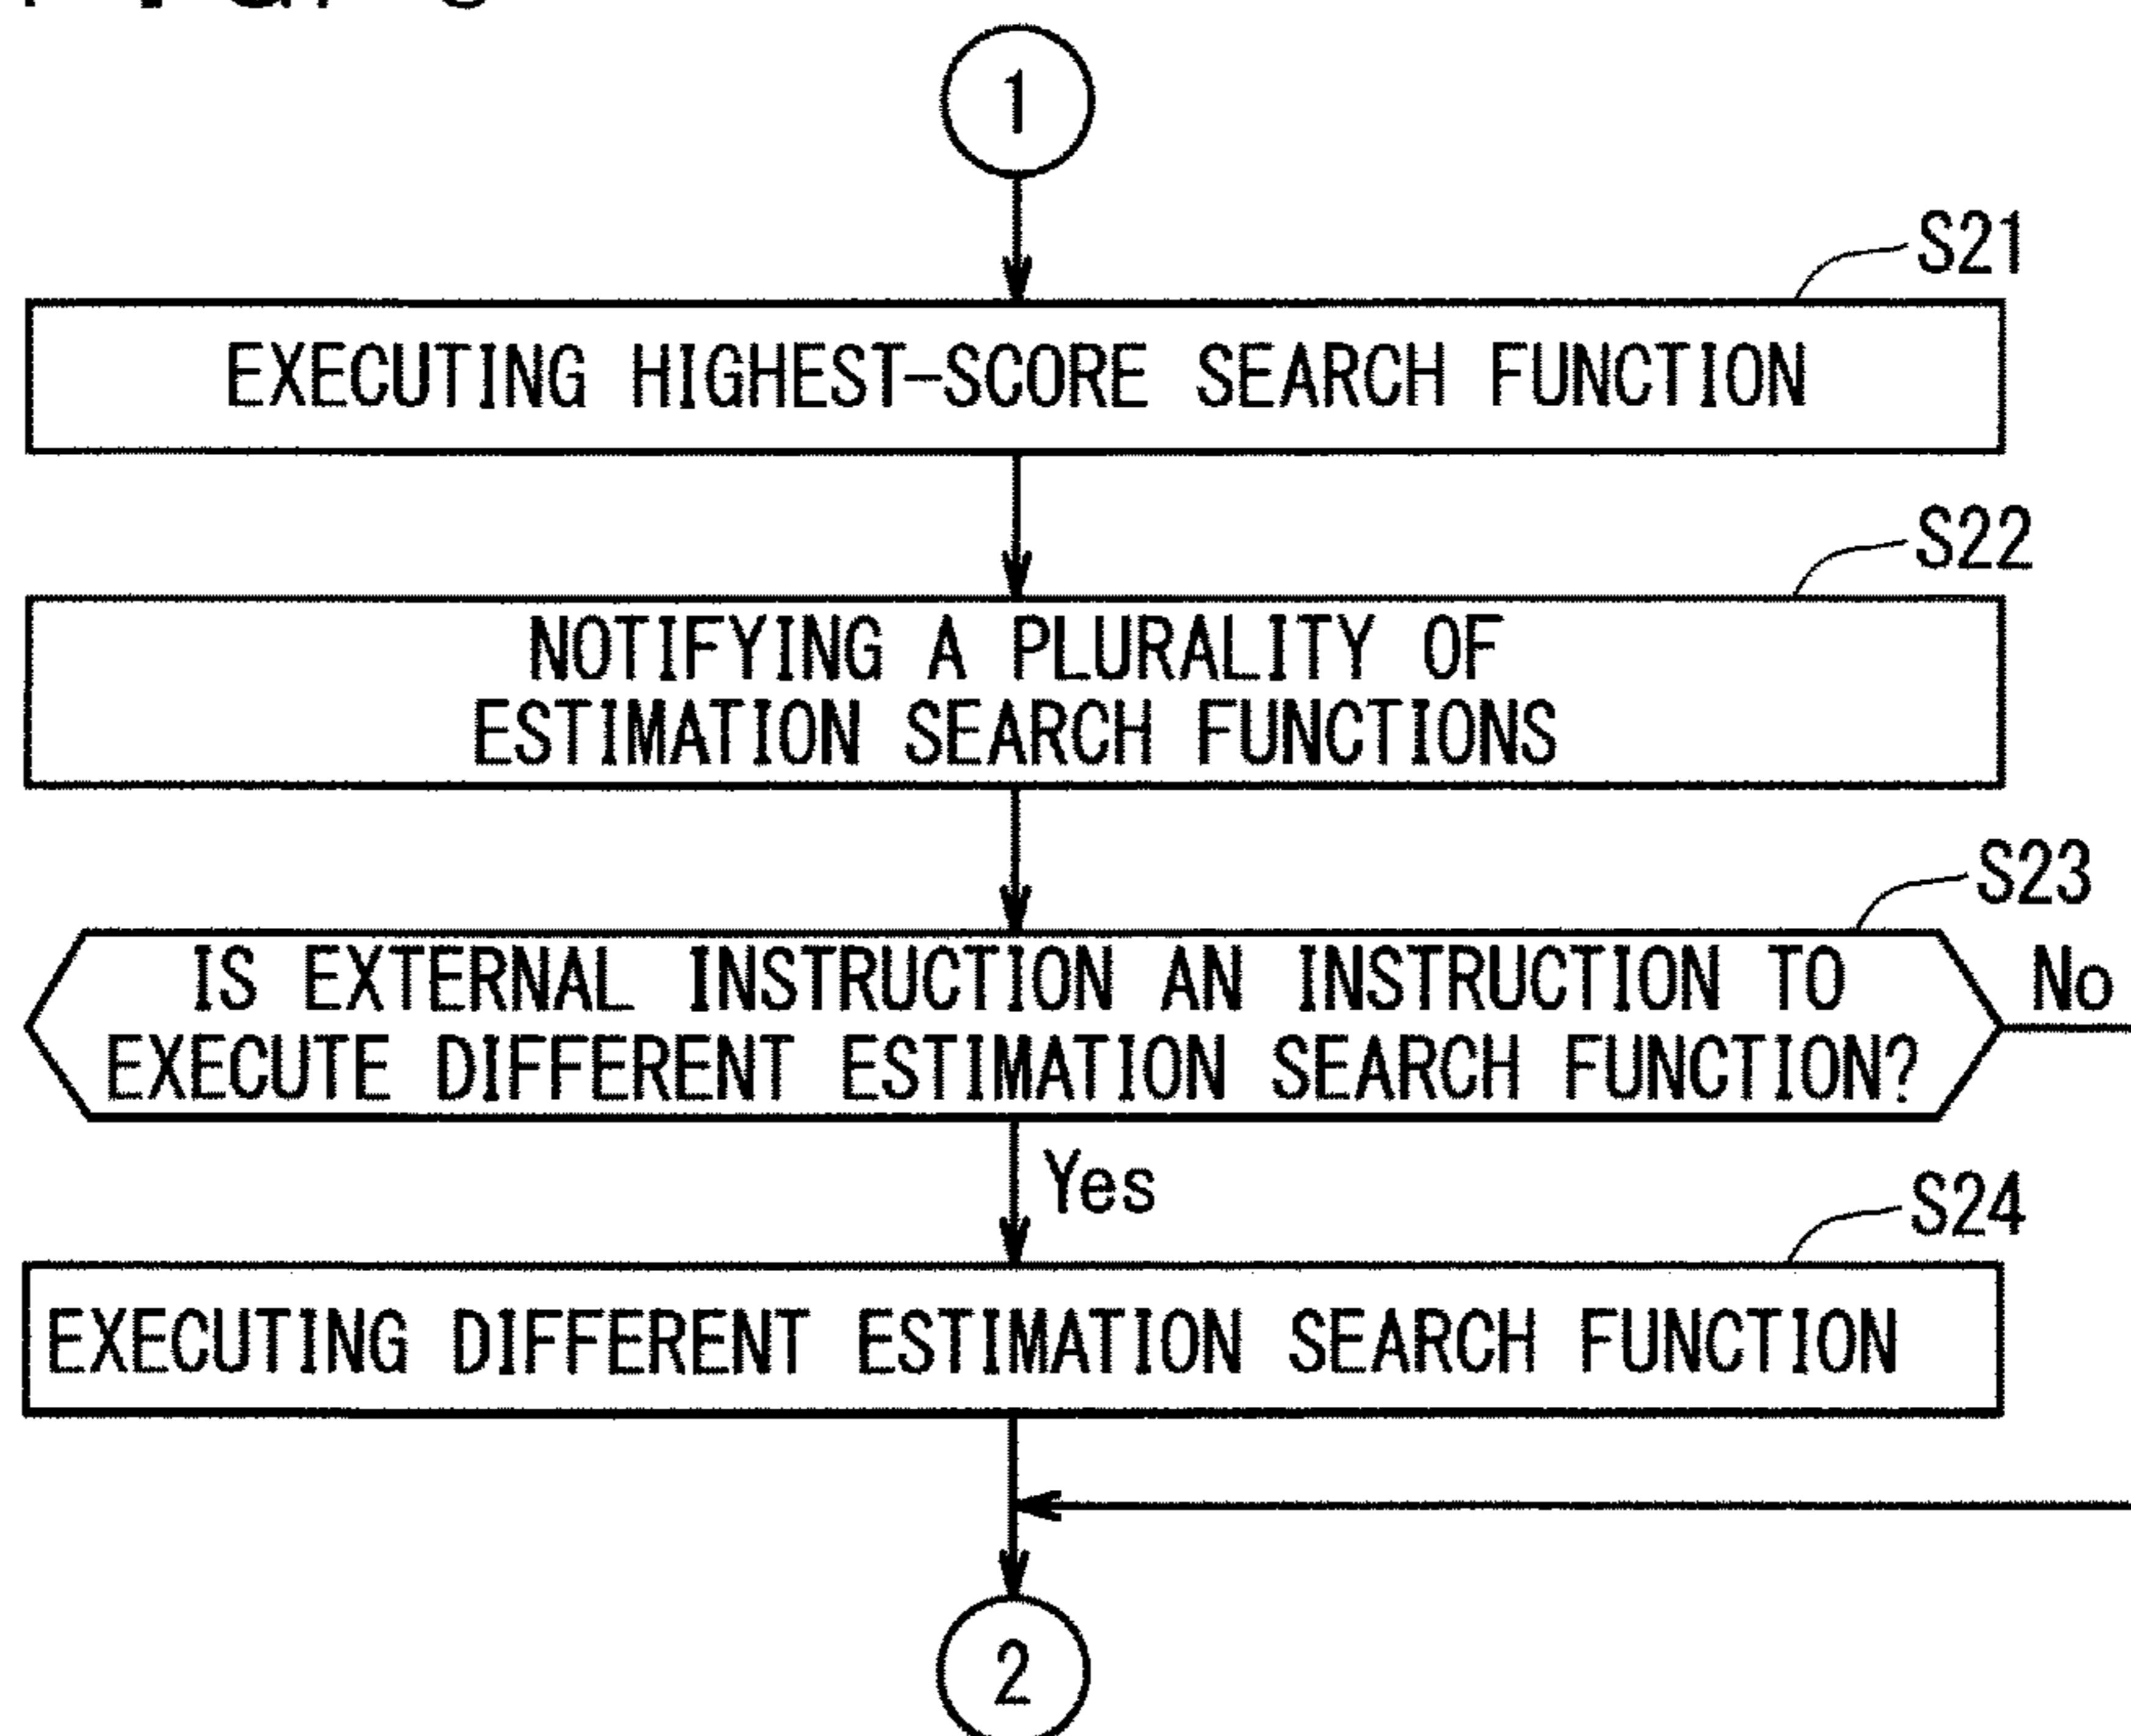 1
S21
EXECUTING HIGHEST-SCORE SEARCH FUNCTION
S22
NOTIFYING A PLURALITY OF
ESTIMATION SEARCH FUNCTIONS
S23
IS EXTERNAL INSTRUCTION AN INSTRUCTION TO
EXECUTE DIFFERENT ESTIMATION SEARCH FUNCTION?
No
Yes
S24
EXECUTING DIFFERENT ESTIMATION SEARCH FUNCTION
2